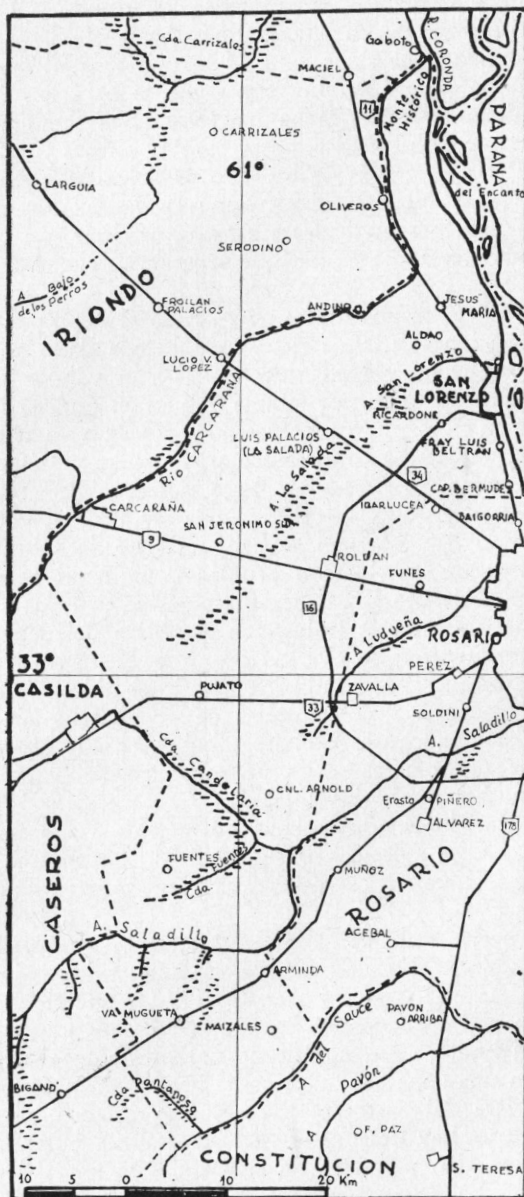 Cda Carrizales
Gaboto
R. CORONDA
MACIEL
11
Monte
Histórico
PARANA
CARRIZALES
61°
LARGUIA
del Encanto
OLIVEROS
SERODINO
A. Bajo
de los Perros
IRIONDO
FROILAN
PALACIOS
ANDINO
JESUS
MARIA
ALDAO
LUCIO V.
LOPEZ
A. San Lorenzo
SAN
LORENZO
RIO CARCARAÑA
RICARDONE
LUIS PALACIOS
(LA SALADA)
FRAY LUIS
BELTRAN
A. La Salada
34
CAP. BERMUDEZ
CARCARAÑA
IBARLUCEA
BAIGORRIA
9
SAN JERONIMO SUD
ROLDAN
FUNES
16
A Ludueña
ROSARIO
33°
PEREZ
CASILDA
PUJATO
33
ZAVALLA
SOLDINI
A. Saladillo
Cda Candelaria
CNL. ARNOLD
Erasto
PIÑERO
ALVAREZ
178
CASEROS
FUENTES
Cda Fuentes
MUÑOZ
ROSARIO
A. Saladillo
ACEBAL
ARMINDA
VA. MUGUETA
MAIZALES
A del Sauce
PAVON
ARRIBA
BIGAND
Cda Pantanosa
A Pavón
F. PAZ
CONSTITUCION
S. TERESA
10 5 0 10 20 Km